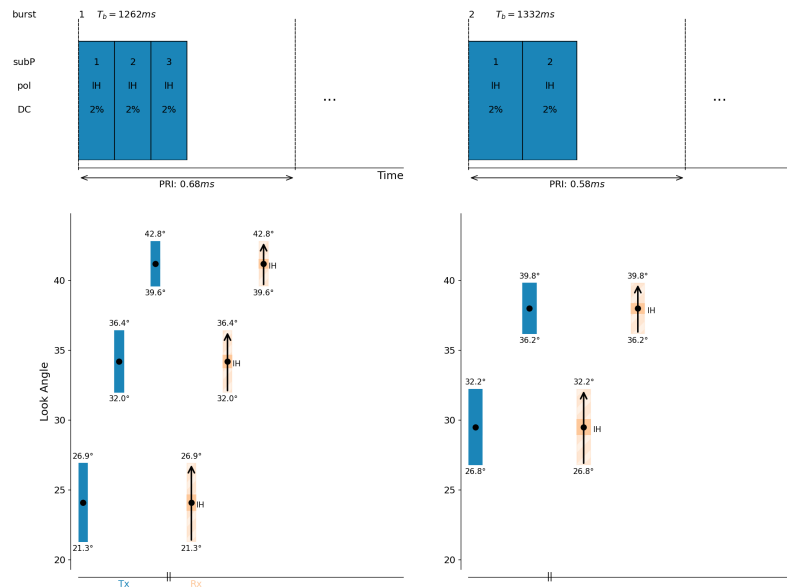 burst 1 T_b = 1262ms
subP 1 2 3
pol IH IH IH
DC 2% 2% 2%
...
Time
PRI: 0.68ms
2 T_b = 1332ms
1 2
IH IH
2% 2%
...
PRI: 0.58ms
Look Angle
40
35
30
25
20
42.8°
39.6°
36.4°
32.0°
26.9°
21.3°
42.8°
IH
39.6°
36.4°
IH
32.0°
26.9°
IH
21.3°
Tx Rx
40
35
30
25
20
39.8°
36.2°
32.2°
26.8°
39.8°
IH
36.2°
32.2°
IH
26.8°